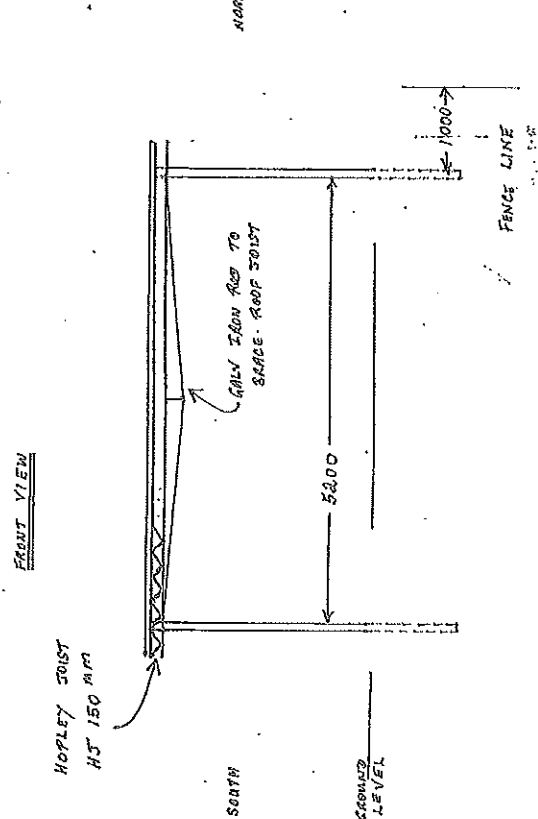 FRONT VIEW
HOPLEY JOIST
HJ 150 MM
GALV IRON ROD TO
BRACE. ROOF JOIST
5200
1000
FENCE LINE
SOUTH
GROUND
LEVEL
NOR